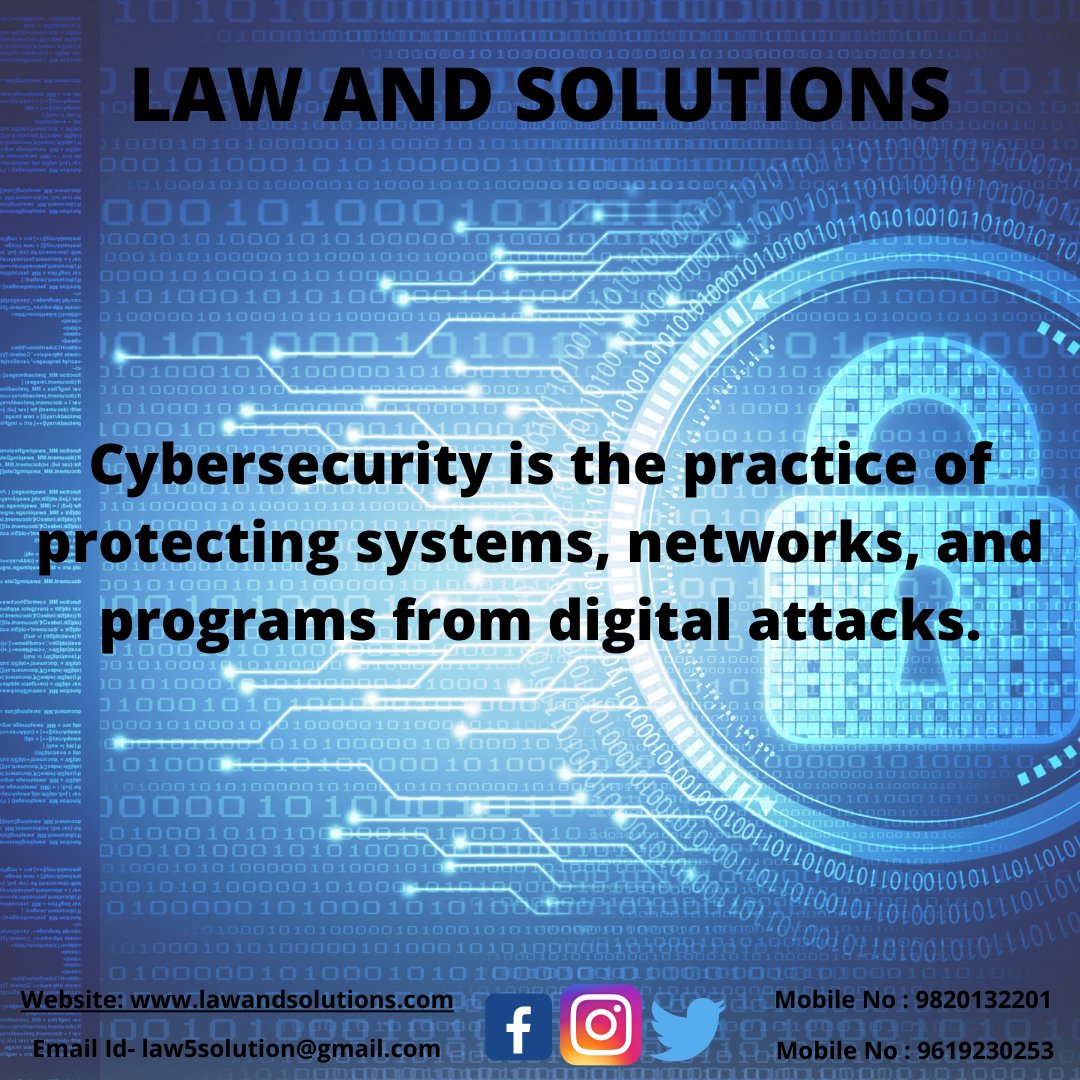 LAW AND SOLUTIONS
Cybersecurity is the practice of
protecting systems, networks, and
programs from digital attacks.
Website: www.lawandsolutions.com
Email Id- law5solution@gmail.com
Mobile No : 9820132201
Mobile No : 9619230253